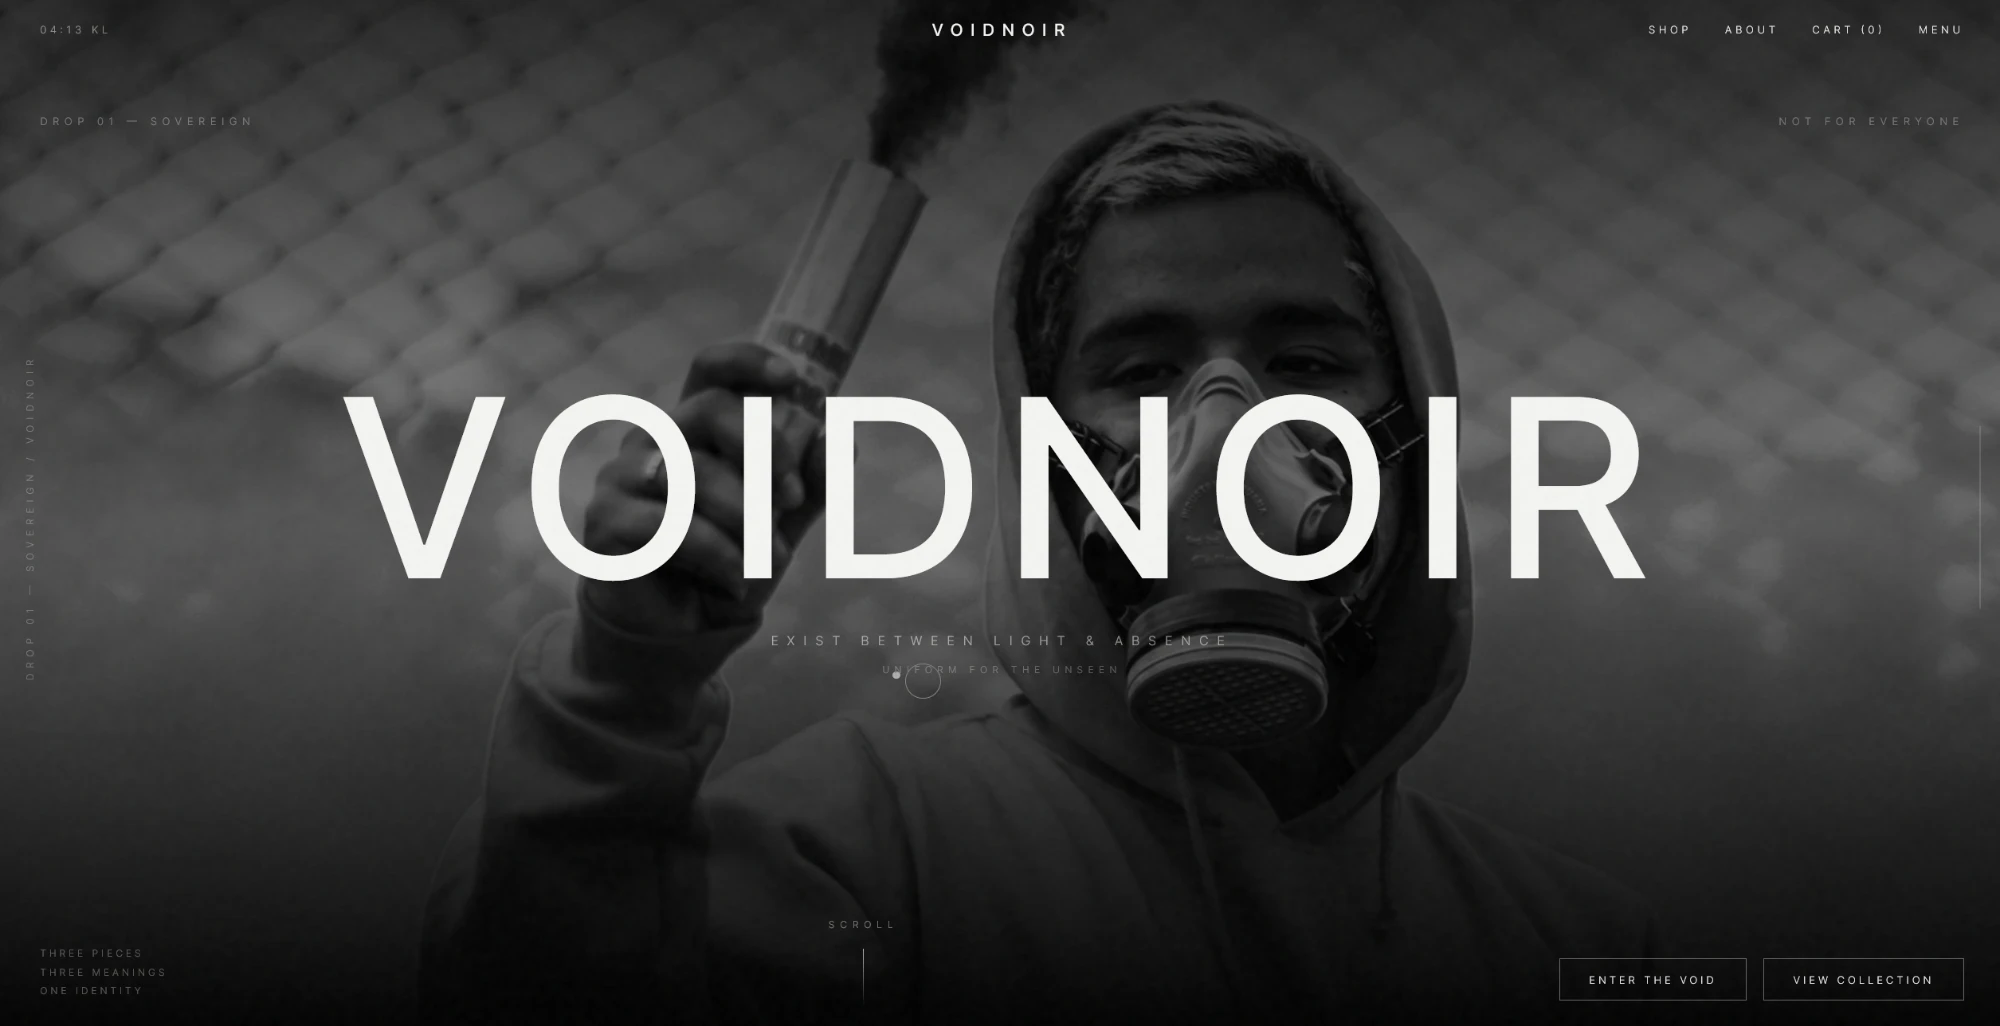 04:13 KL
VOIDNOIR
SHOP ABOUT CART (0) MENU
DROP 01 — SOVEREIGN
NOT FOR EVERYONE
DROP 01 — SOVEREIGN / VOIDNOIR
VOIDNOIR
EXIST BETWEEN LIGHT & ABSENCE
UNIFORM FOR THE UNSEEN
SCROLL
THREE PIECES
THREE MEANINGS
ONE IDENTITY
ENTER THE VOID
VIEW COLLECTION